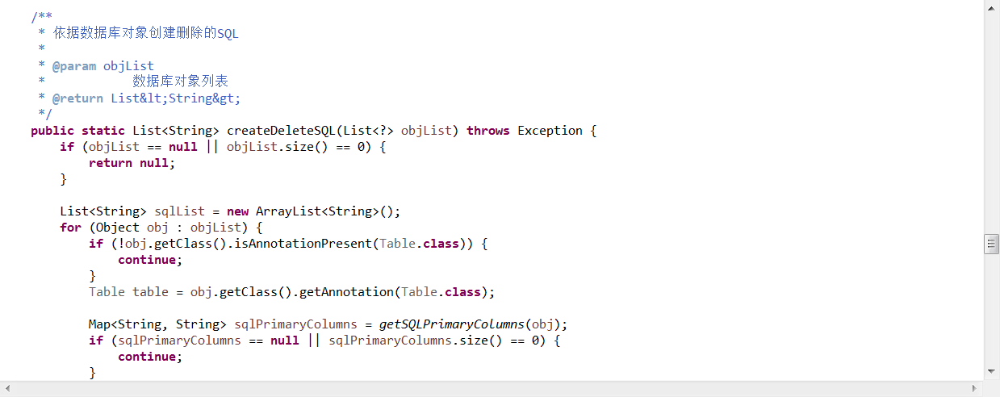 /**
 * 依据数据库对象创建删除的SQL
 *
 * @param objList
 *            数据库对象列表
 * @return List&lt;String&gt;
 */
public static List<String> createDeleteSQL(List<?> objList) throws Exception {
    if (objList == null || objList.size() == 0) {
        return null;
    }

    List<String> sqlList = new ArrayList<String>();
    for (Object obj : objList) {
        if (!obj.getClass().isAnnotationPresent(Table.class)) {
            continue;
        }
        Table table = obj.getClass().getAnnotation(Table.class);

        Map<String, String> sqlPrimaryColumns = getSQLPrimaryColumns(obj);
        if (sqlPrimaryColumns == null || sqlPrimaryColumns.size() == 0) {
            continue;
        }